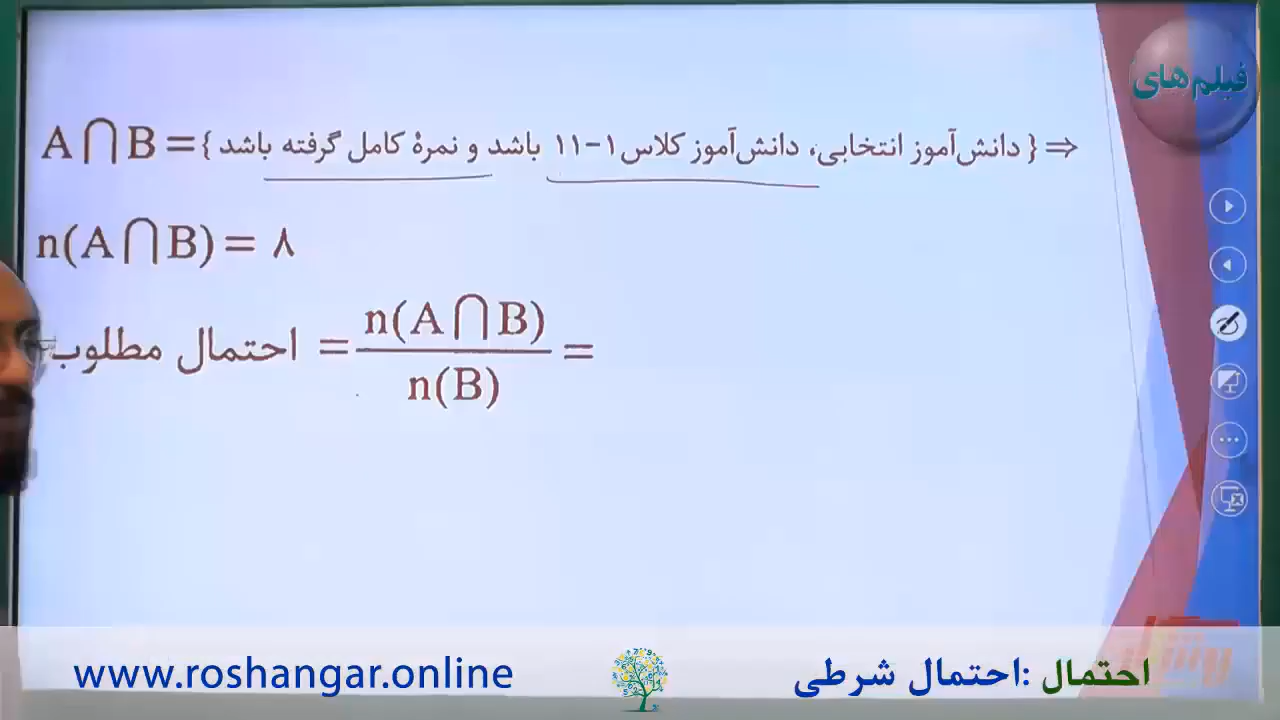 فیلم‌های
A ⋂ B = { دانش‌آموز انتخابی، دانش‌آموز کلاس ۱-۱۱ باشد و نمرهٔ کامل گرفته باشد } ⇒
n(A ⋂ B) = ۸
احتمال مطلوب = n(A ⋂ B) / n(B) =
www.roshangar.online
احتمال: احتمال شرطی